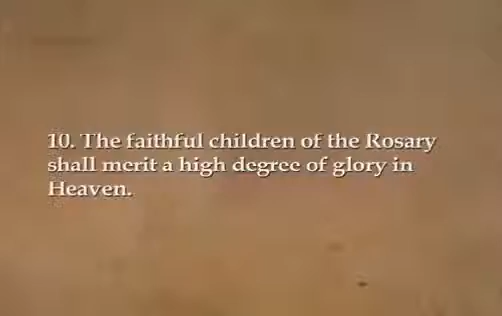 10. The faithful children of the Rosary
shall merit a high degree of glory in
Heaven.